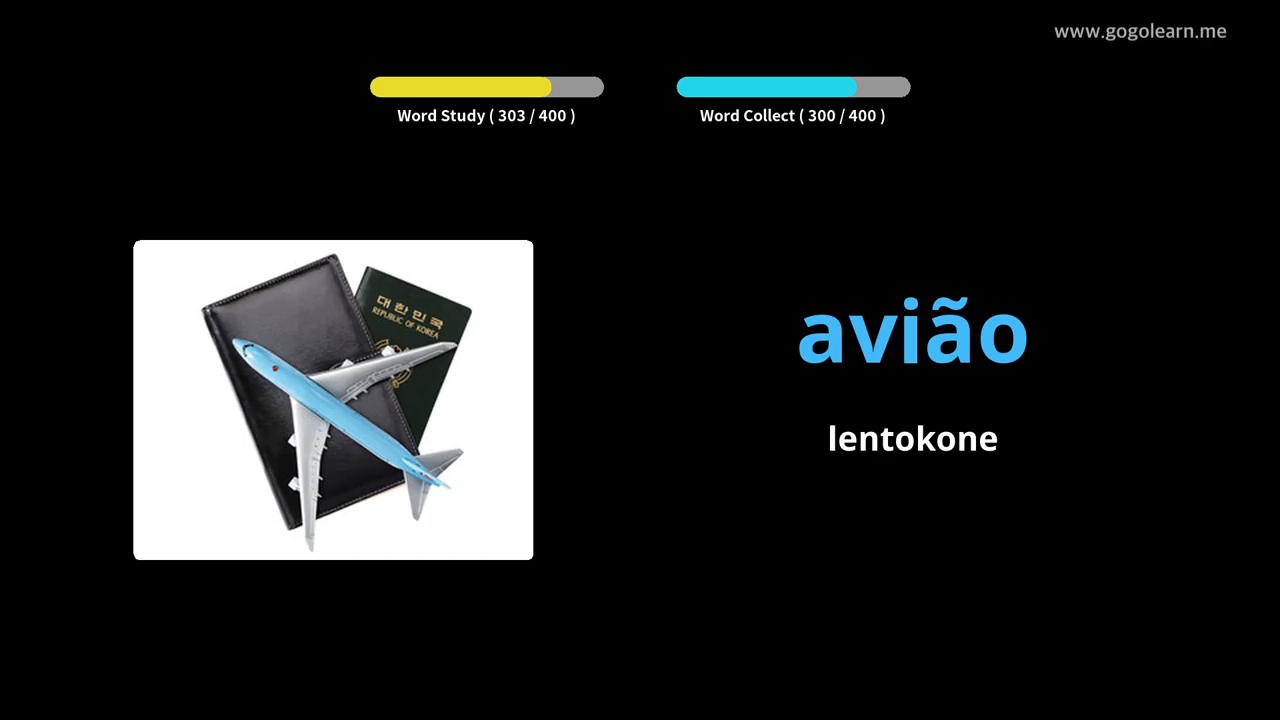 www.gogolearn.me
Word Study ( 303 / 400 )
Word Collect ( 300 / 400 )
대한민국
REPUBLIC OF KOREA
avião
lentokone